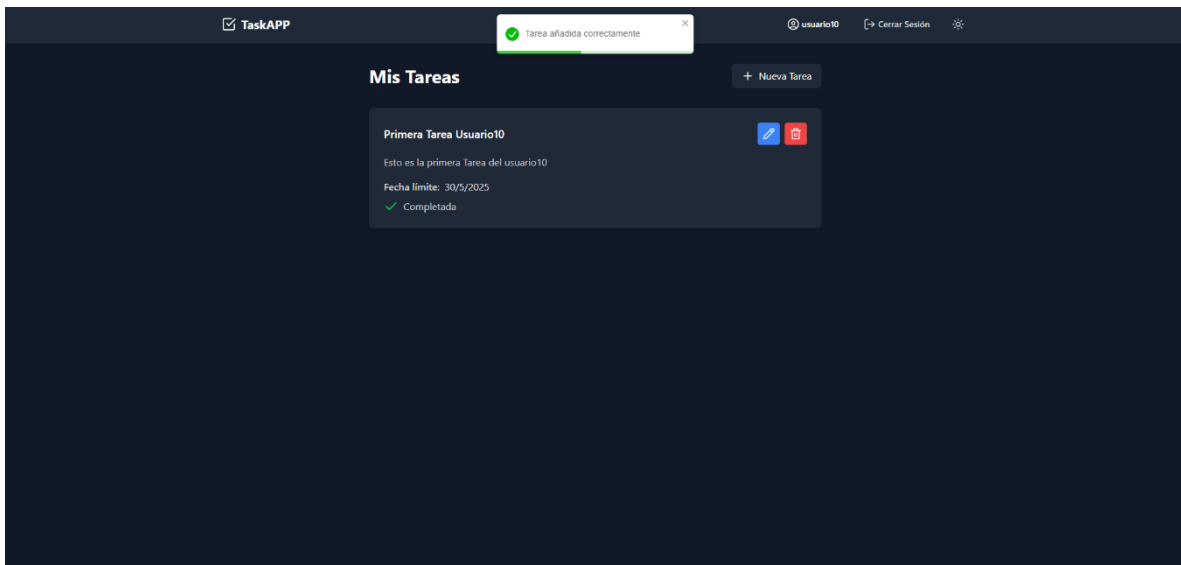 TaskAPP
Tarea añadida correctamente
usuario10
Cerrar Sesión
Mis Tareas
+ Nueva Tarea
Primera Tarea Usuario10
Esto es la primera Tarea del usuario10
Fecha límite: 30/5/2025
Completada